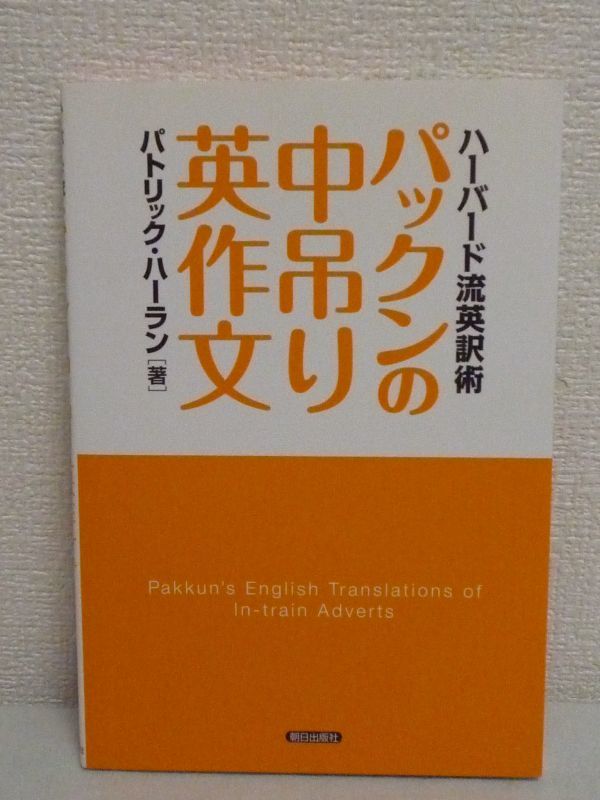 ハーバード流英訳術
パックンの
中吊り
英作文
パトリック・ハーラン[著]
Pakkun's English Translations of
In-train Adverts
朝日出版社